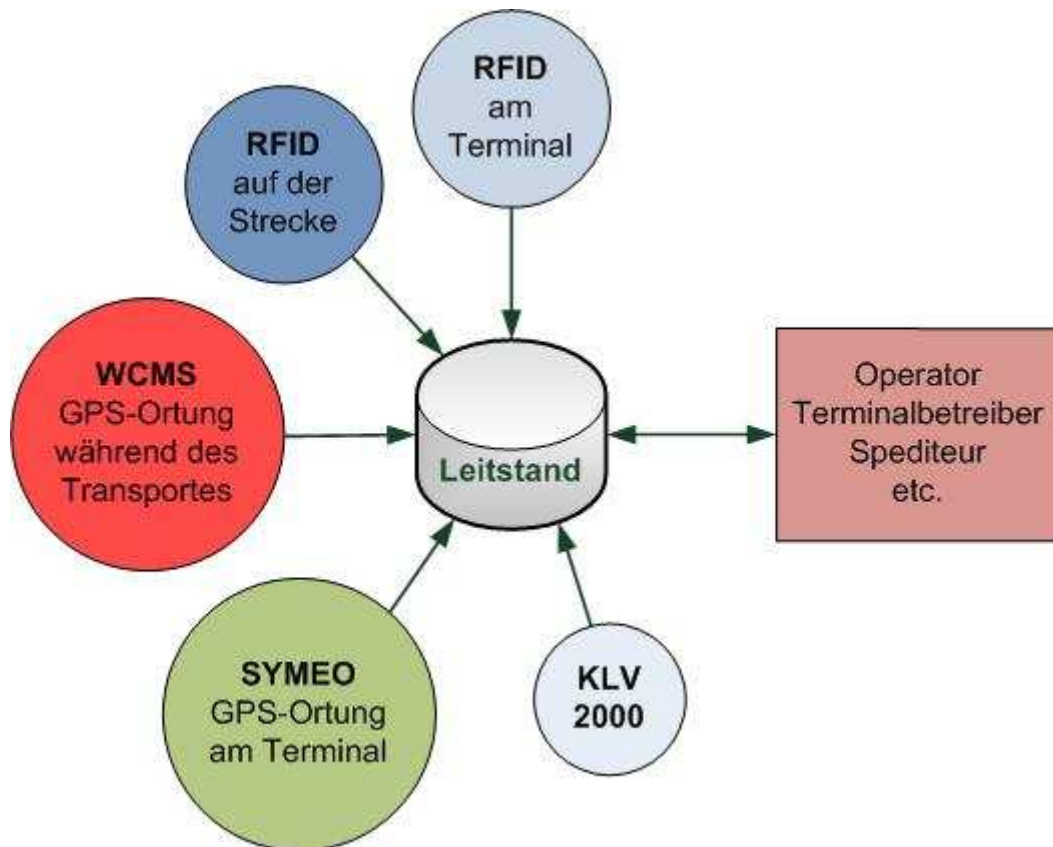 RFID
am
Terminal
RFID
auf der
Strecke
WCMS
GPS-Ortung
während des
Transportes
Leitstand
Operator
Terminalbetreiber
Spediteur
etc.
SYMEO
GPS-Ortung
am Terminal
KLV
2000